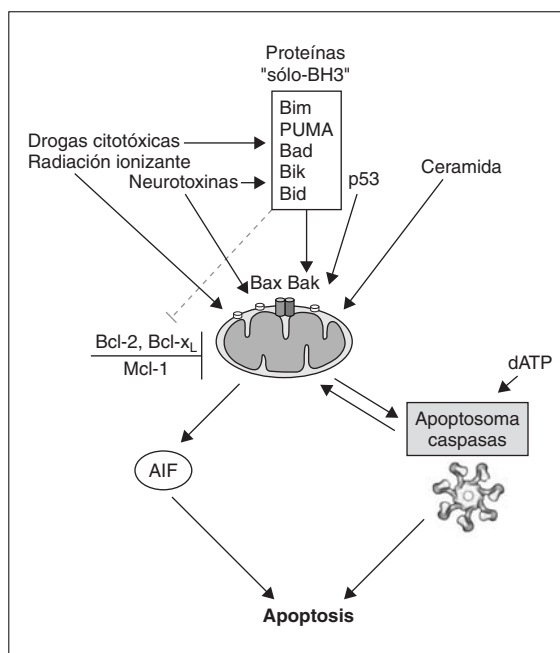 Proteínas
"sólo-BH3"
Bim
PUMA
Bad
Bik
Bid
Drogas citotóxicas
Radiación ionizante
Neurotoxinas
p53
Ceramida
Bax Bak
Bcl-2, Bcl-xL
Mcl-1
dATP
Apoptosoma
caspasas
AIF
Apoptosis